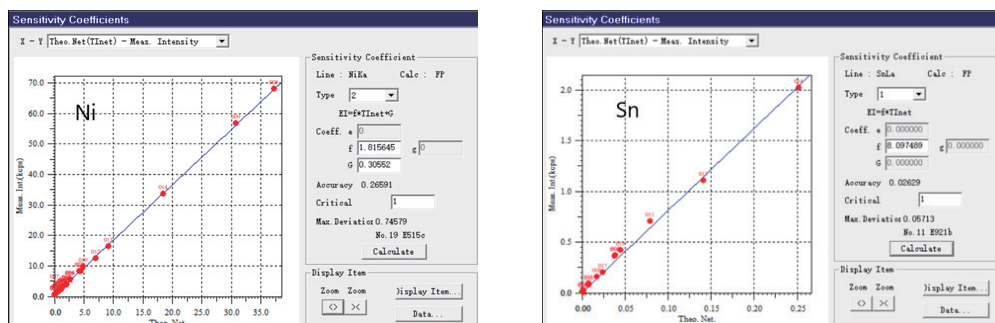 Sensitivity Coefficients
X - Y Theo.Net(TInet) - Meas. Intensity
Ni
70.0
60.0
50.0
40.0
30.0
20.0
10.0
0.0
0.0 5.0 10.0 15.0 20.0 25.0 30.0 35.0
Meas. Int(kcps)
Theo. Net.
Sensitivity Coefficient
Line : NiKa Calc : FP
Type 2
EI=f*TInet+G
Coeff. e 0
f 1.815645 g 0
G 0.30552
Accuracy 0.26591
Critical 1
Max.Deviation 0.74579
No.19 E515c
Calculate
Display Item
Zoom Zoom Display Item...
<> >< Data...
Sensitivity Coefficients
X - Y Theo.Net(TInet) - Meas. Intensity
Sn
2.0
1.5
1.0
0.5
0.0
0.0 0.05 0.10 0.15 0.20 0.25
Meas. Int(kcps)
Theo. Net.
Sensitivity Coefficient
Line : SnLa Calc : FP
Type 1
EI=f*TInet
Coeff. e 0.000000
f 8.097489 g 0.000000
G 0.000000
Accuracy 0.02629
Critical 1
Max.Deviation 0.05713
No.11 E921b
Calculate
Display Item
Zoom Zoom Display Item...
<> >< Data...